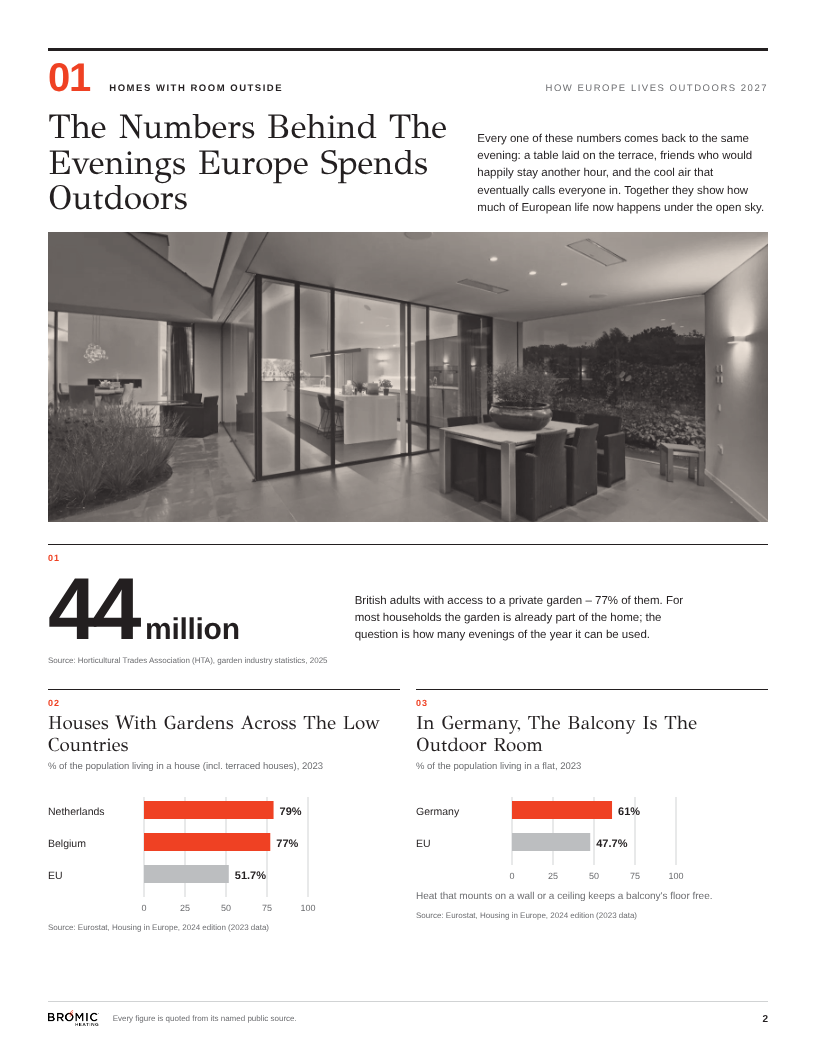 01 HOMES WITH ROOM OUTSIDE
HOW EUROPE LIVES OUTDOORS 2027
The Numbers Behind The
Evenings Europe Spends
Outdoors
Every one of these numbers comes back to the same
evening: a table laid on the terrace, friends who would
happily stay another hour, and the cool air that
eventually calls everyone in. Together they show how
much of European life now happens under the open sky.
01
44 million
British adults with access to a private garden – 77% of them. For
most households the garden is already part of the home; the
question is how many evenings of the year it can be used.
Source: Horticultural Trades Association (HTA), garden industry statistics, 2025
02
Houses With Gardens Across The Low
Countries
% of the population living in a house (incl. terraced houses), 2023
Netherlands 79%
Belgium 77%
EU 51.7%
0 25 50 75 100
Source: Eurostat, Housing in Europe, 2024 edition (2023 data)
03
In Germany, The Balcony Is The
Outdoor Room
% of the population living in a flat, 2023
Germany 61%
EU 47.7%
0 25 50 75 100
Heat that mounts on a wall or a ceiling keeps a balcony's floor free.
Source: Eurostat, Housing in Europe, 2024 edition (2023 data)
BROMIC
HEATING
Every figure is quoted from its named public source.
2